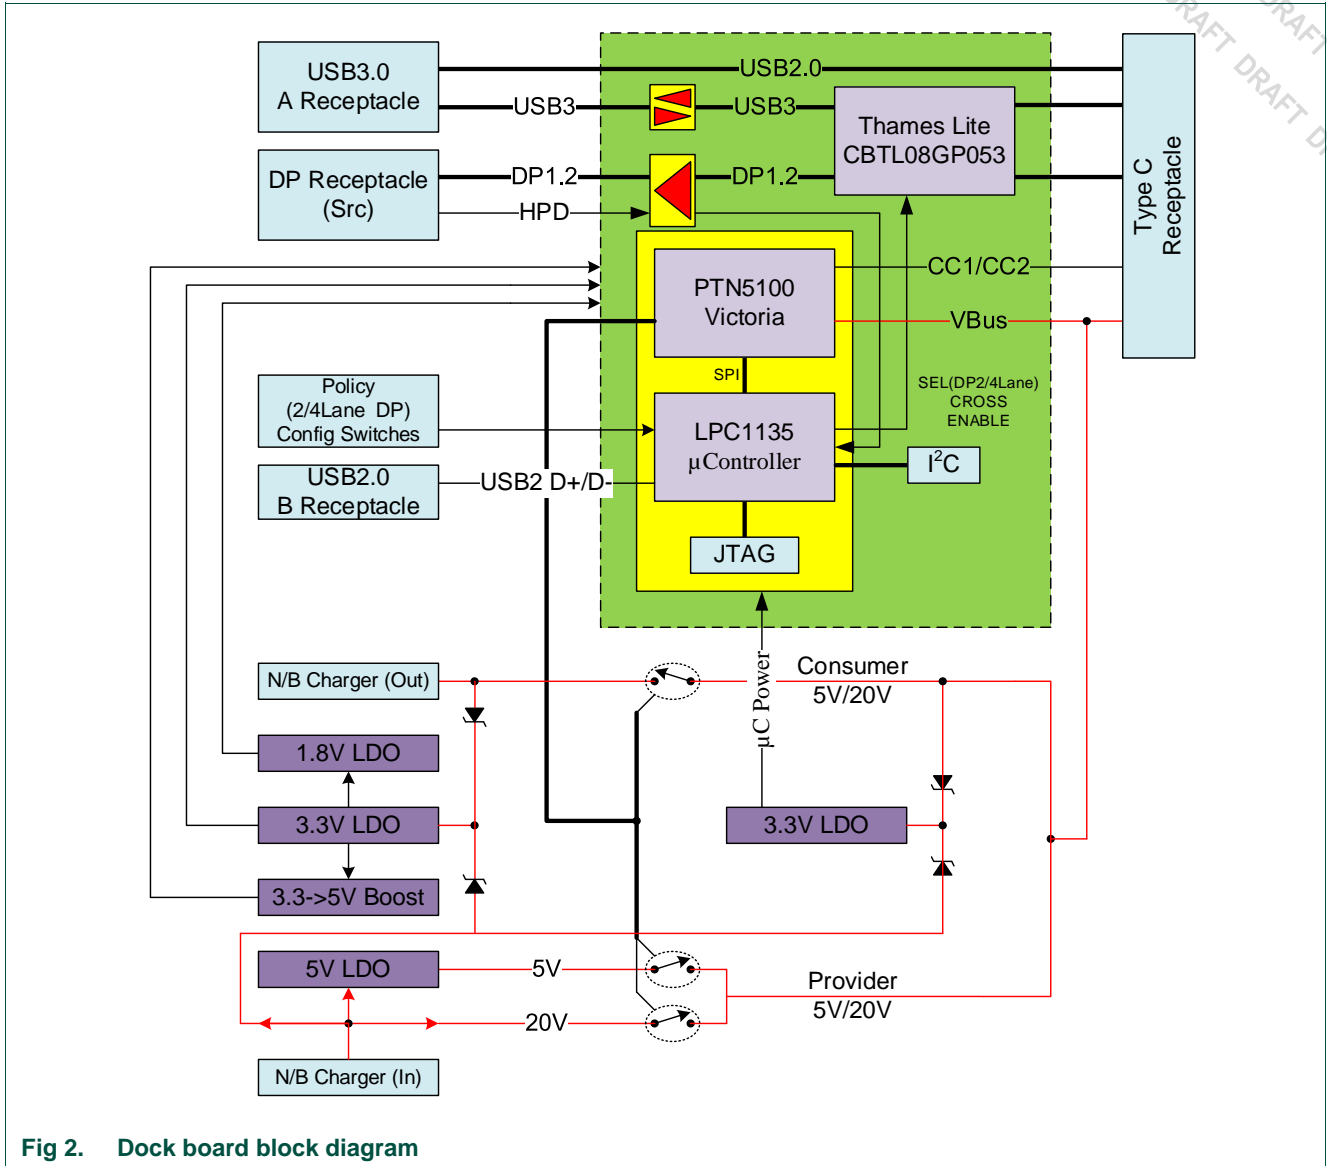 DRAFT
DRAFT DRAFT
USB3.0
A Receptacle
USB2.0
USB3
USB3
Thames Lite
CBTL08GP053
Type C
Receptacle
DP Receptacle
(Src)
DP1.2
DP1.2
HPD
PTN5100
Victoria
CC1/CC2
VBus
SPI
Policy
(2/4Lane DP)
Config Switches
SEL(DP2/4Lane)
CROSS
ENABLE
LPC1135
µController
I²C
USB2.0
B Receptacle
USB2 D+/D-
JTAG
N/B Charger (Out)
µC Power
Consumer
5V/20V
1.8V LDO
3.3V LDO
3.3V LDO
3.3->5V Boost
5V LDO
5V
Provider
5V/20V
20V
N/B Charger (In)
Fig 2. Dock board block diagram